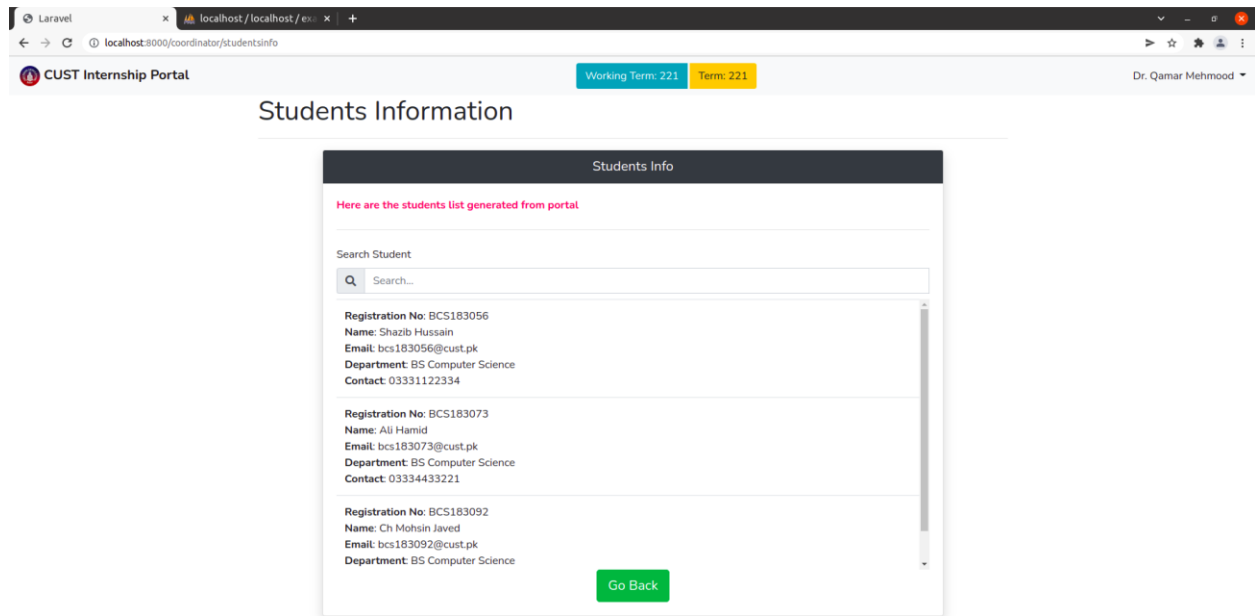 Laravel
localhost / localhost / exa
localhost:8000/coordinator/studentsinfo
CUST Internship Portal
Working Term: 221
Term: 221
Dr. Qamar Mehmood
Students Information
Students Info
Here are the students list generated from portal
Search Student
Search...
Registration No: BCS183056
Name: Shazib Hussain
Email: bcs183056@cust.pk
Department: BS Computer Science
Contact: 03331122334
Registration No: BCS183073
Name: Ali Hamid
Email: bcs183073@cust.pk
Department: BS Computer Science
Contact: 03334433221
Registration No: BCS183092
Name: Ch Mohsin Javed
Email: bcs183092@cust.pk
Department: BS Computer Science
Go Back